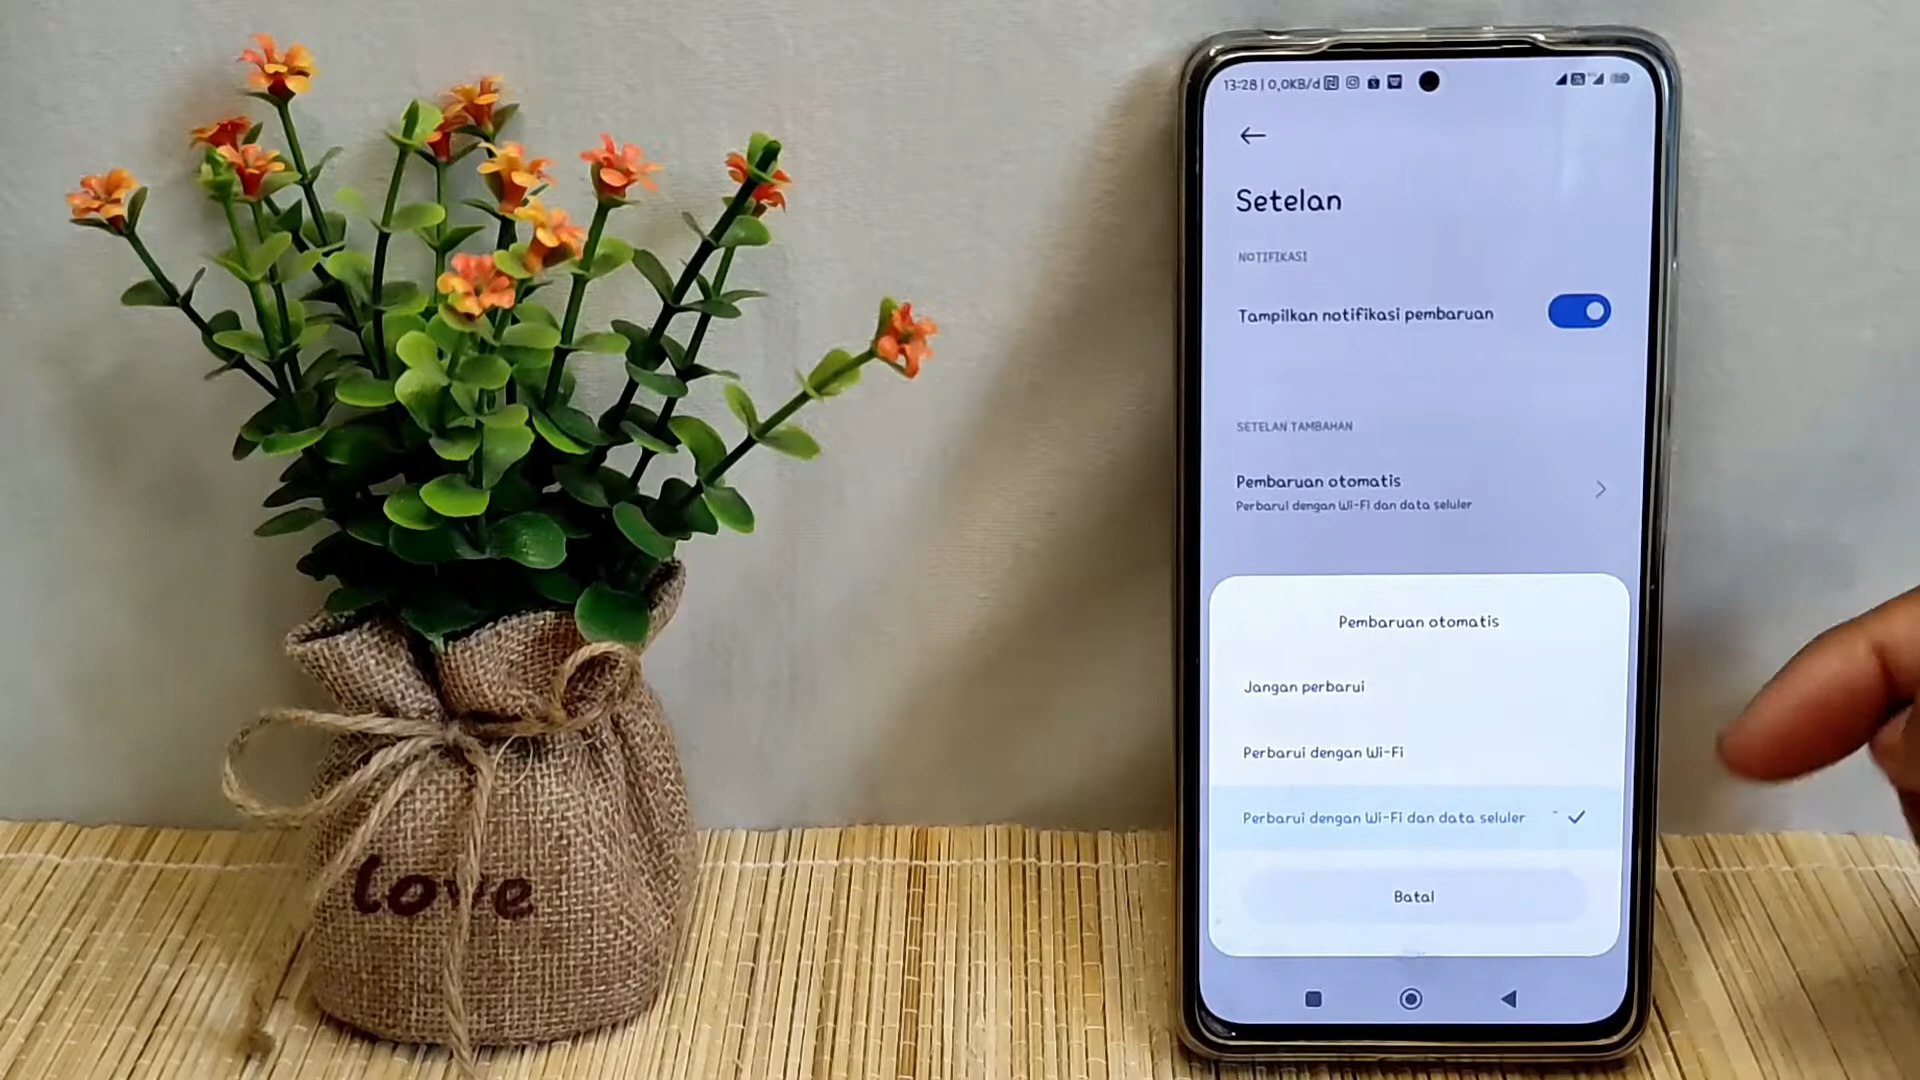 love
13:28 | 0,0KB/d
Setelan
NOTIFIKASI
Tampilkan notifikasi pembaruan
SETELAN TAMBAHAN
Pembaruan otomatis
Perbarui dengan Wi-Fi dan data seluler
Pembaruan otomatis
Jangan perbarui
Perbarui dengan Wi-Fi
Perbarui dengan Wi-Fi dan data seluler
Batal